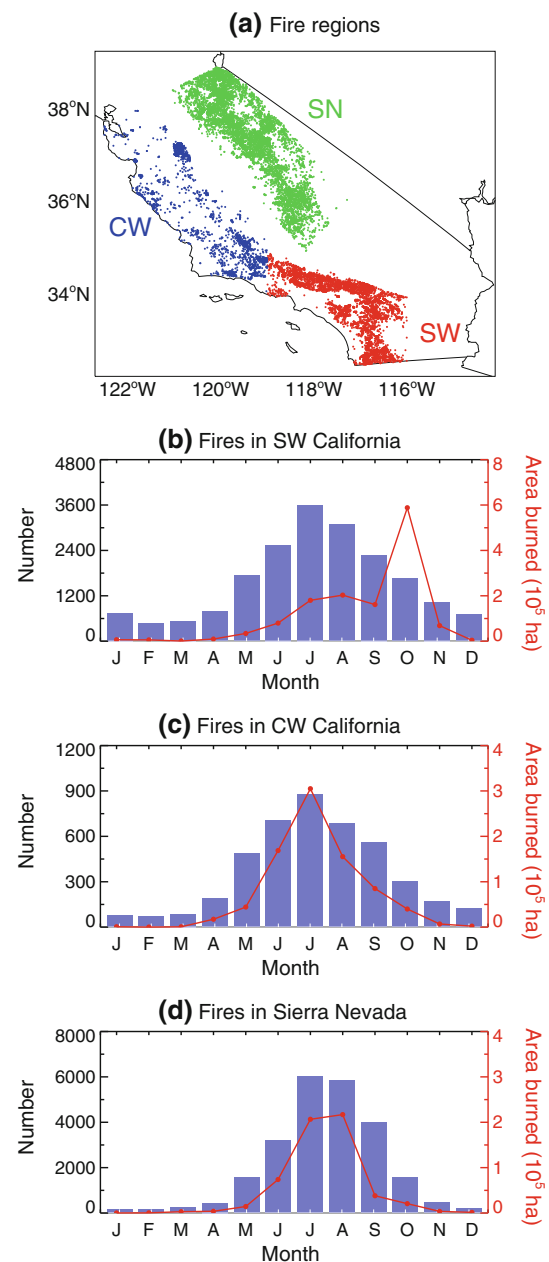 (a) Fire regions
38°N
36°N
34°N
SN
CW
SW
122°W 120°W 118°W 116°W
(b) Fires in SW California
4800
3600
2400
1200
0
Number
8
6
4
2
0
Area burned (10⁵ ha)
J F M A M J J A S O N D
Month
(c) Fires in CW California
1200
900
600
300
0
Number
4
3
2
1
0
Area burned (10⁵ ha)
J F M A M J J A S O N D
Month
(d) Fires in Sierra Nevada
8000
6000
4000
2000
0
Number
4
3
2
1
0
Area burned (10⁵ ha)
J F M A M J J A S O N D
Month